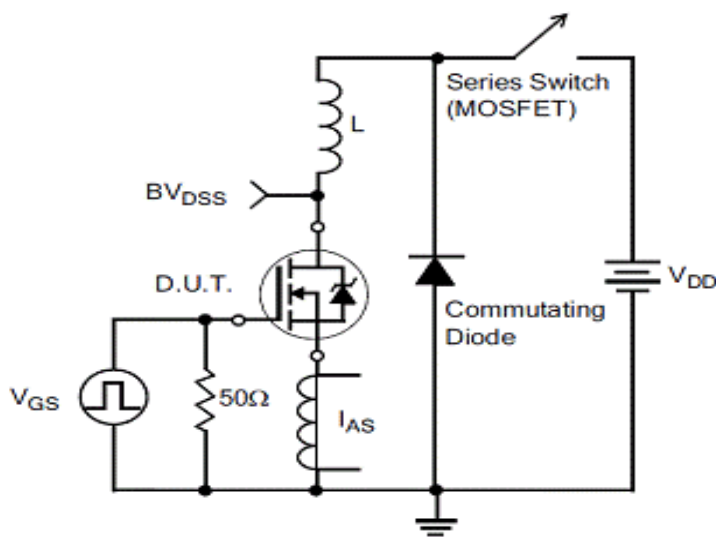 Series Switch
(MOSFET)
L
BVDSS
D.U.T.
VDD
Commutating
Diode
VGS
50Ω
IAS